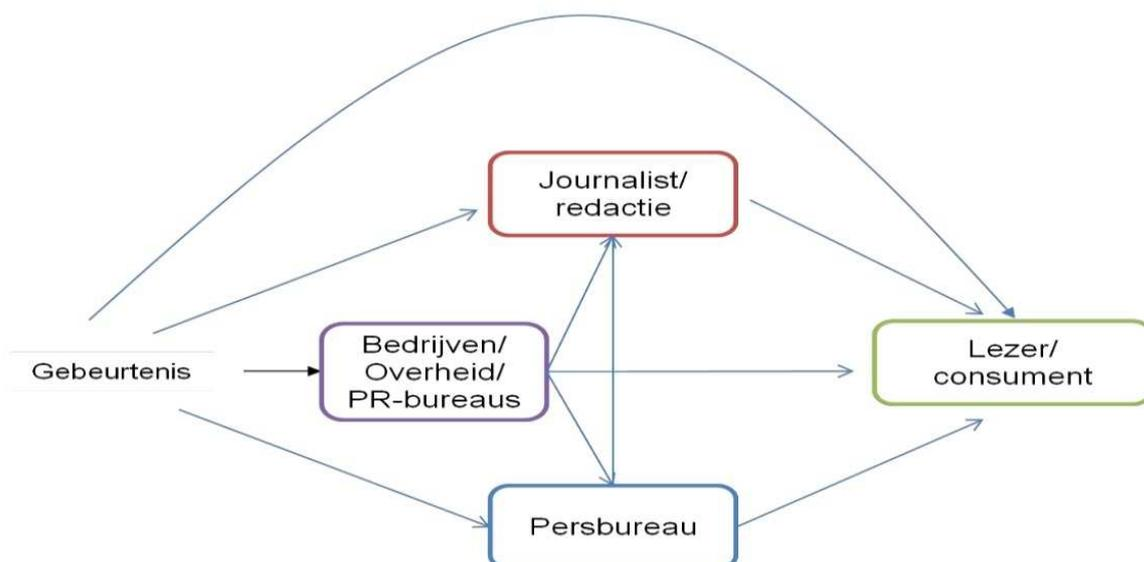 Journalist/
redactie
Gebeurtenis
Bedrijven/
Overheid/
PR-bureaus
Lezer/
consument
Persbureau